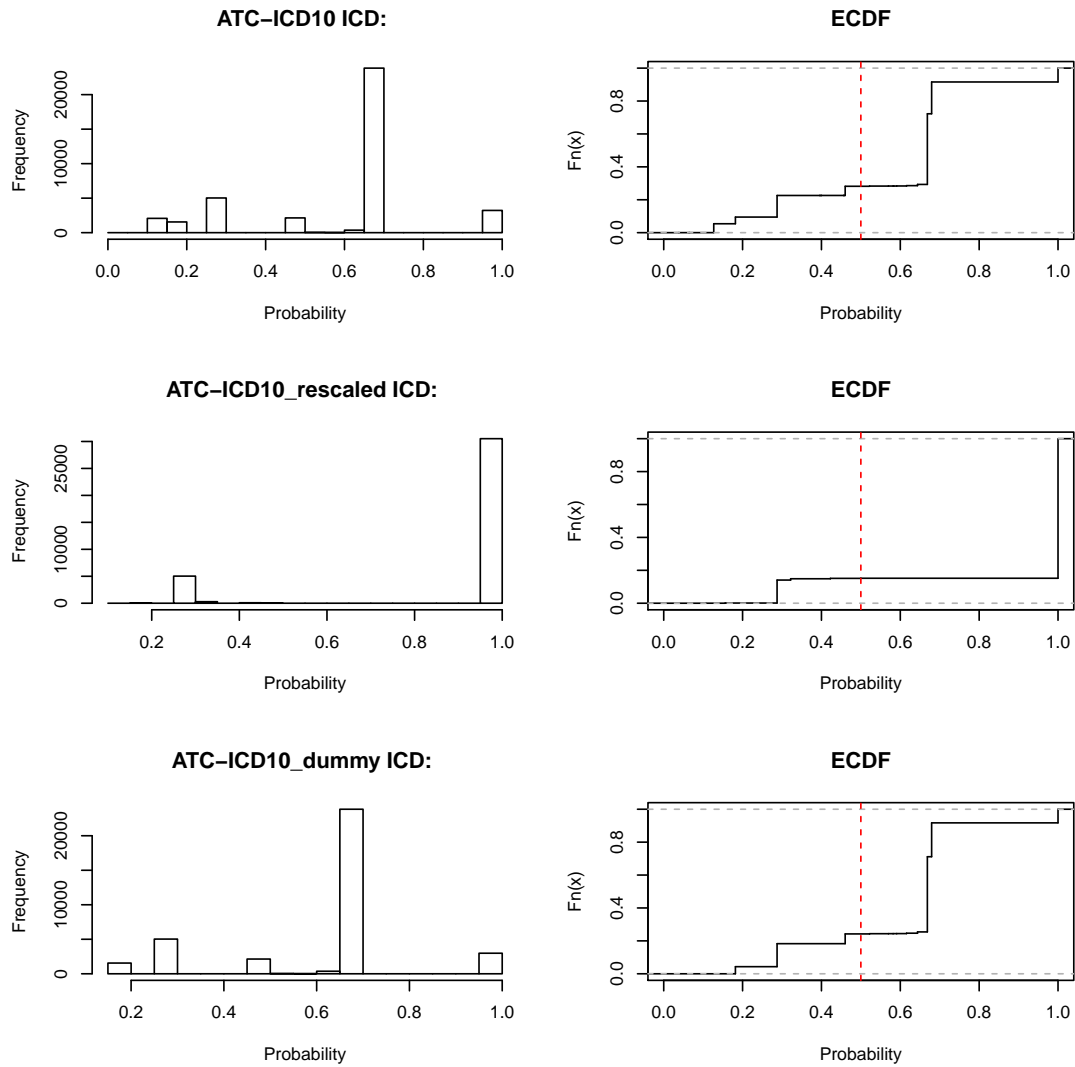 ATC−ICD10 ICD:
Frequency
0 10000 20000
0.0 0.2 0.4 0.6 0.8 1.0
Probability
ECDF
Fn(x)
0.0 0.4 0.8
0.0 0.2 0.4 0.6 0.8 1.0
Probability
ATC−ICD10_rescaled ICD:
Frequency
0 10000 25000
0.2 0.4 0.6 0.8 1.0
Probability
ECDF
Fn(x)
0.0 0.4 0.8
0.0 0.2 0.4 0.6 0.8 1.0
Probability
ATC−ICD10_dummy ICD:
Frequency
0 10000 20000
0.2 0.4 0.6 0.8 1.0
Probability
ECDF
Fn(x)
0.0 0.4 0.8
0.0 0.2 0.4 0.6 0.8 1.0
Probability